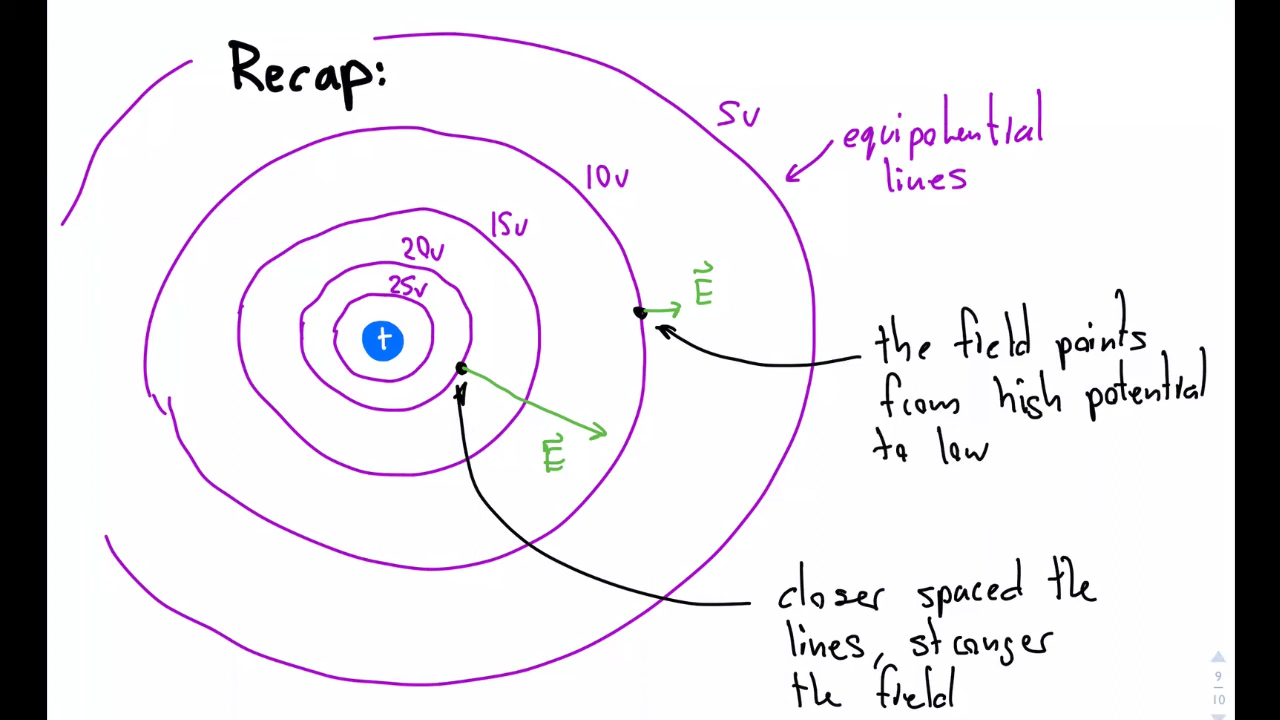 Recap:
5v
equipotential
lines
10v
15v
20v
25v
+
E
the field points
from high potential
to low
E
closer spaced the
lines, stronger
the field
9
10